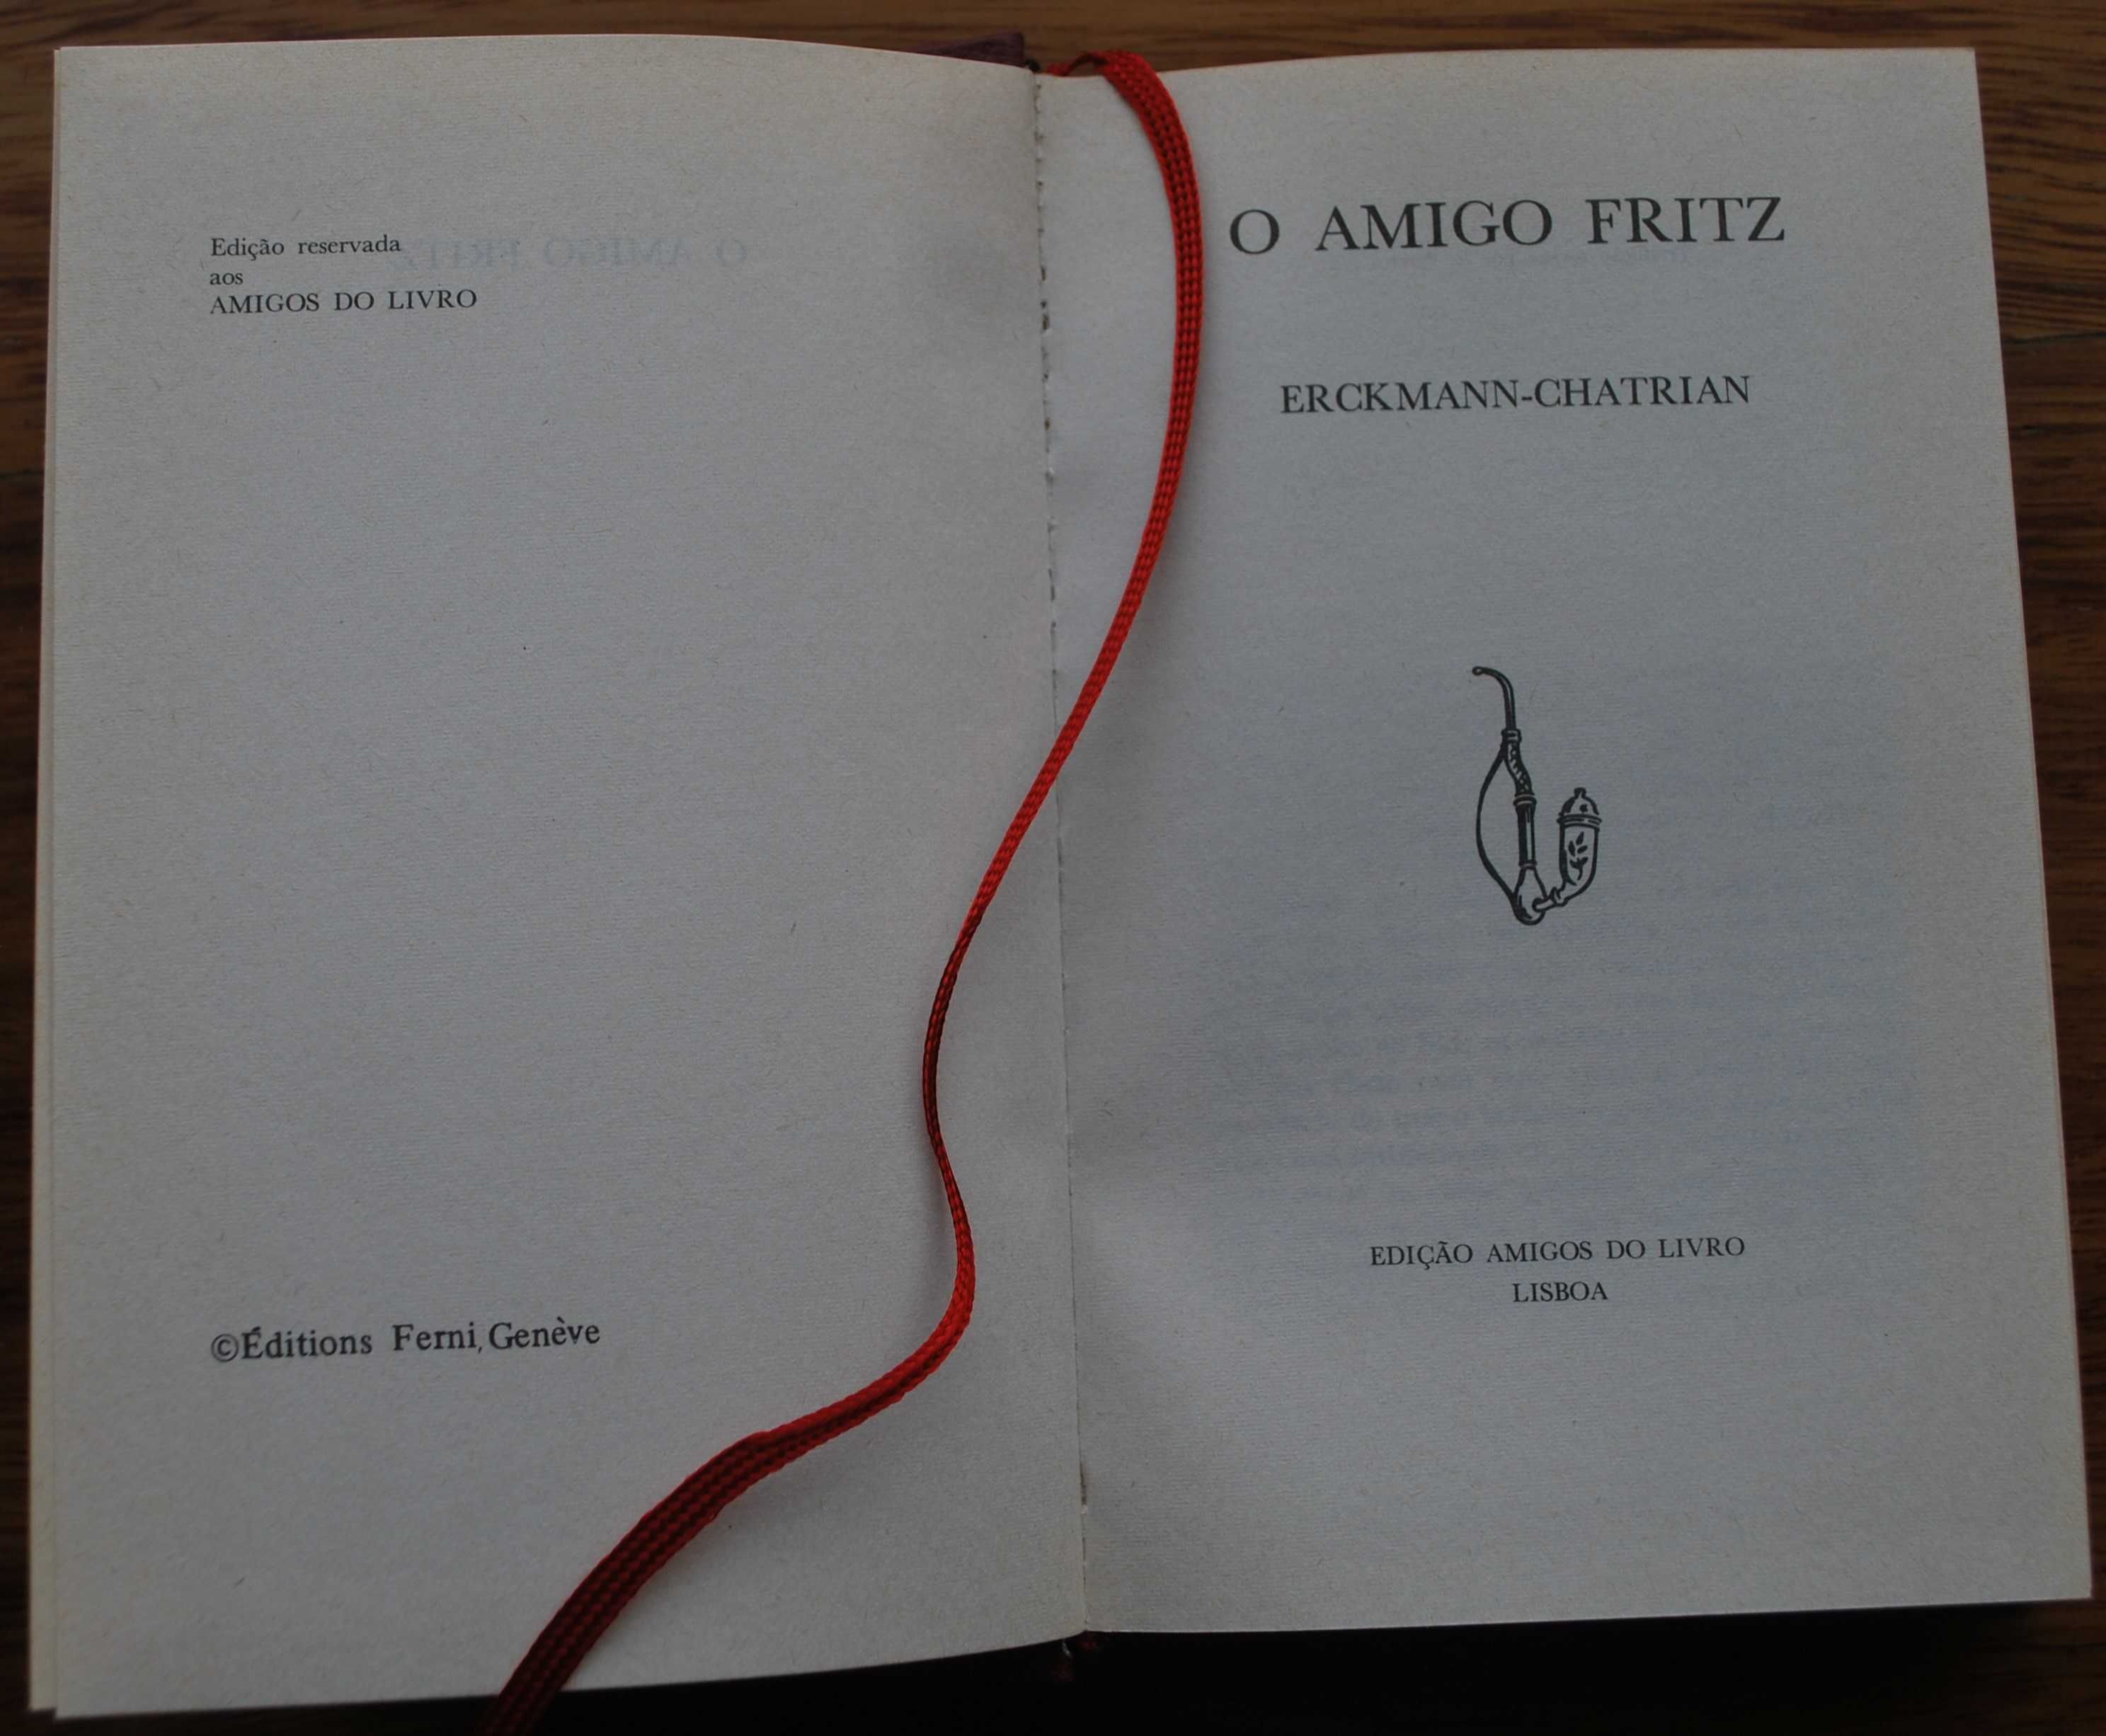 Edição reservada
aos
AMIGOS DO LIVRO
©Éditions Ferni, Genève
O AMIGO FRITZ
ERCKMANN-CHATRIAN
EDIÇÃO AMIGOS DO LIVRO
LISBOA